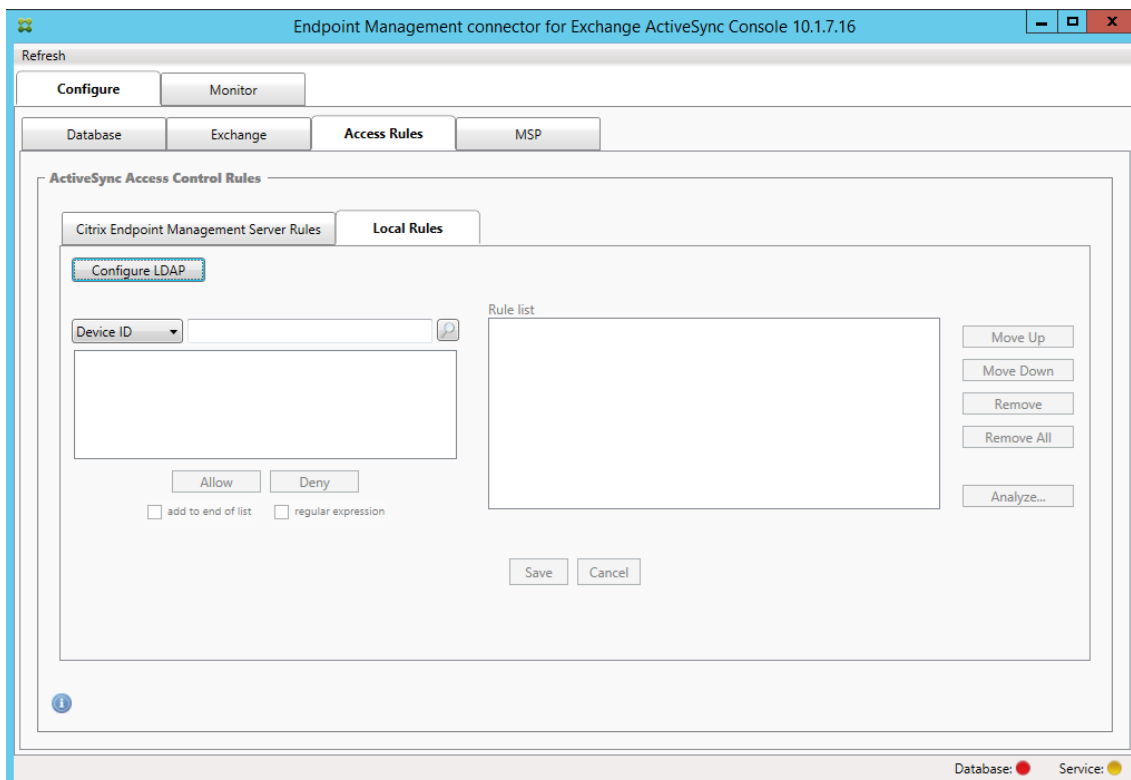 Endpoint Management connector for Exchange ActiveSync Console 10.1.7.16
Refresh
Configure Monitor
Database Exchange Access Rules MSP
ActiveSync Access Control Rules
Citrix Endpoint Management Server Rules Local Rules
Configure LDAP
Rule list
Device ID
Move Up
Move Down
Remove
Remove All
Allow Deny
Analyze...
add to end of list regular expression
Save Cancel
Database: Service: